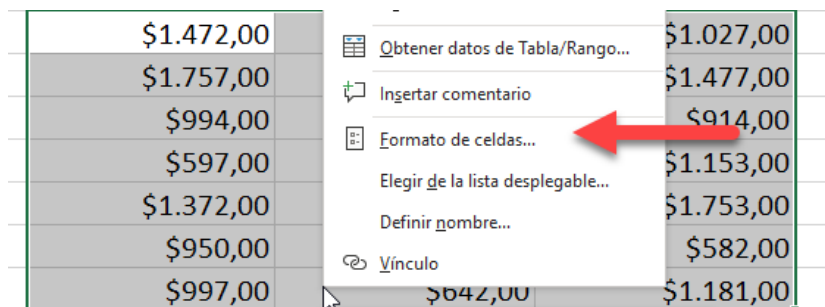 $1.472,00 $1.027,00
Obtener datos de Tabla/Rango...
$1.757,00 $1.477,00
Insertar comentario
$994,00 $914,00
Formato de celdas...
$597,00 $1.153,00
Elegir de la lista desplegable...
$1.372,00 $1.753,00
Definir nombre...
$950,00 $582,00
Vínculo
$997,00 $642,00 $1.181,00